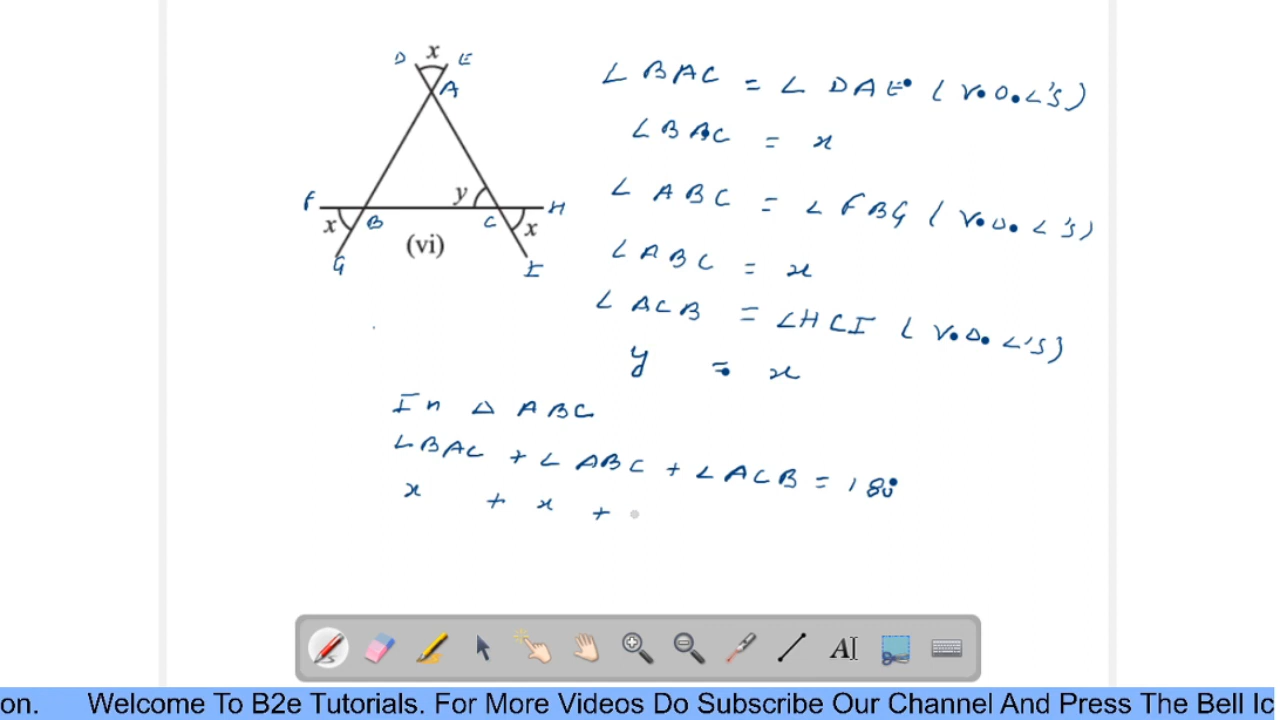 D x E
A
F y H
x B C x
(vi)
G I
∠BAC = ∠DAE (V.O.∠'s)
∠BAC = x
∠ABC = ∠FBG (V.O.∠'s)
∠ABC = x
∠ACB = ∠HCI (V.O.∠'s)
y = x
In △ ABC
∠BAC + ∠ABC + ∠ACB = 180
x + x +
AI
on. Welcome To B2e Tutorials. For More Videos Do Subscribe Our Channel And Press The Bell Ic